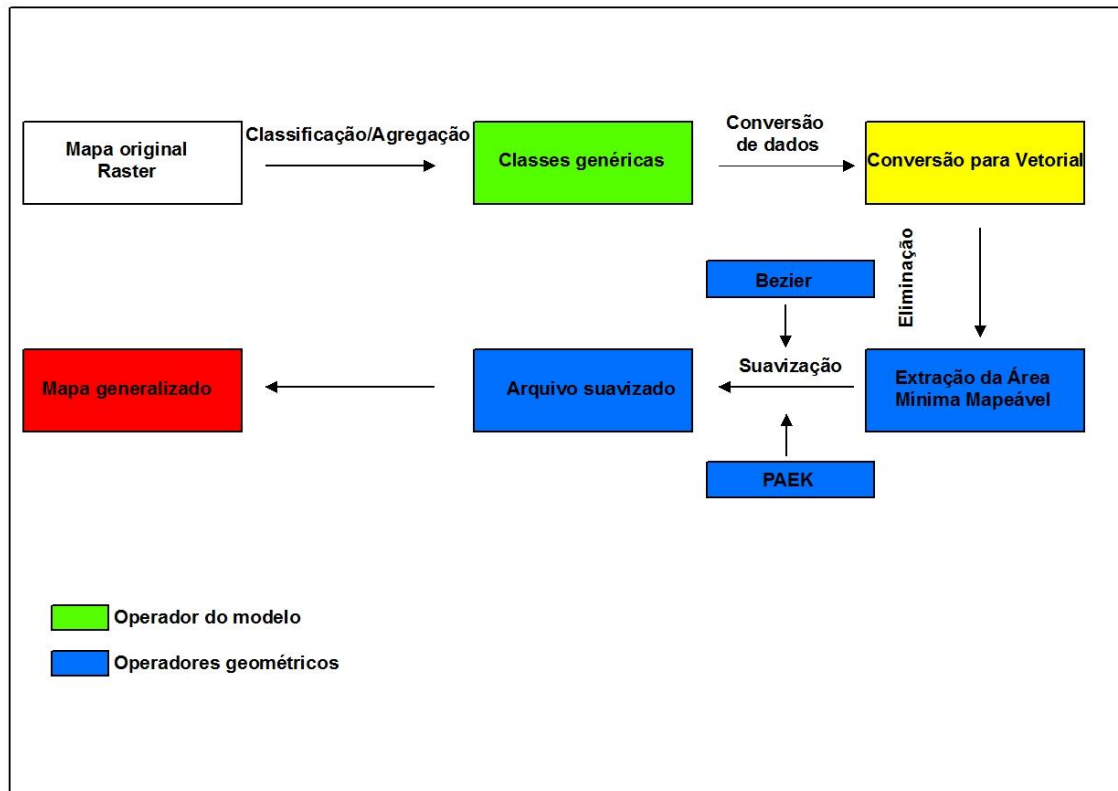 Mapa original
Raster
Classificação/Agregação
Classes genéricas
Conversão
de dados
Conversão para Vetorial
Eliminação
Bezier
Mapa generalizado
Arquivo suavizado
Suavização
Extração da Área
Mínima Mapeável
PAEK
Operador do modelo
Operadores geométricos